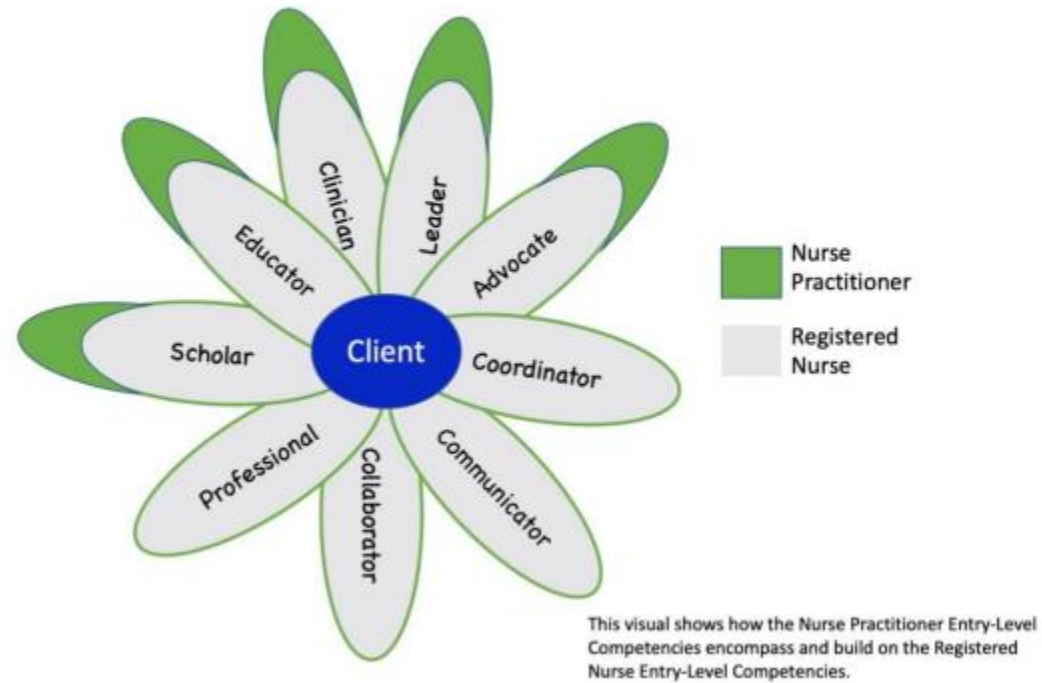 Clinician
Leader
Educator
Advocate
Scholar
Client
Coordinator
Professional
Collaborator
Communicator
Nurse
Practitioner
Registered
Nurse
This visual shows how the Nurse Practitioner Entry-Level
Competencies encompass and build on the Registered
Nurse Entry-Level Competencies.